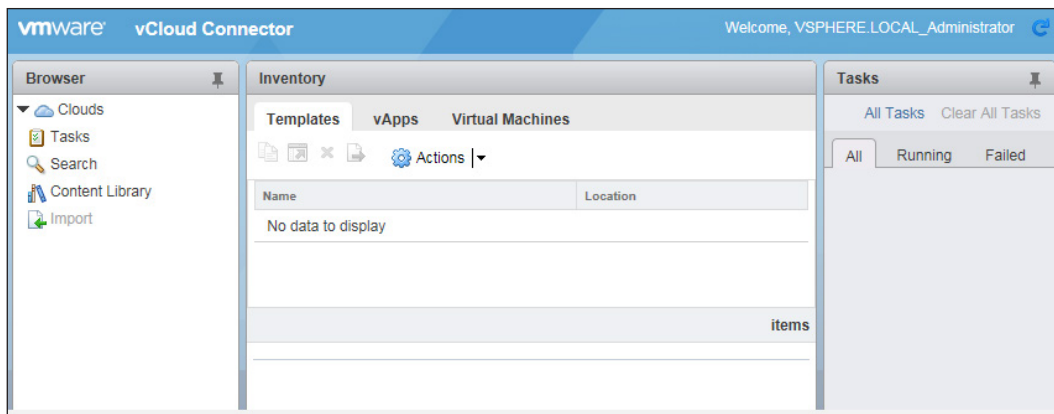 vmware vCloud Connector
Welcome, VSPHERE.LOCAL_Administrator
Browser
Clouds
Tasks
Search
Content Library
Import
Inventory
Templates vApps Virtual Machines
Actions
Name Location
No data to display
items
Tasks
All Tasks Clear All Tasks
All Running Failed